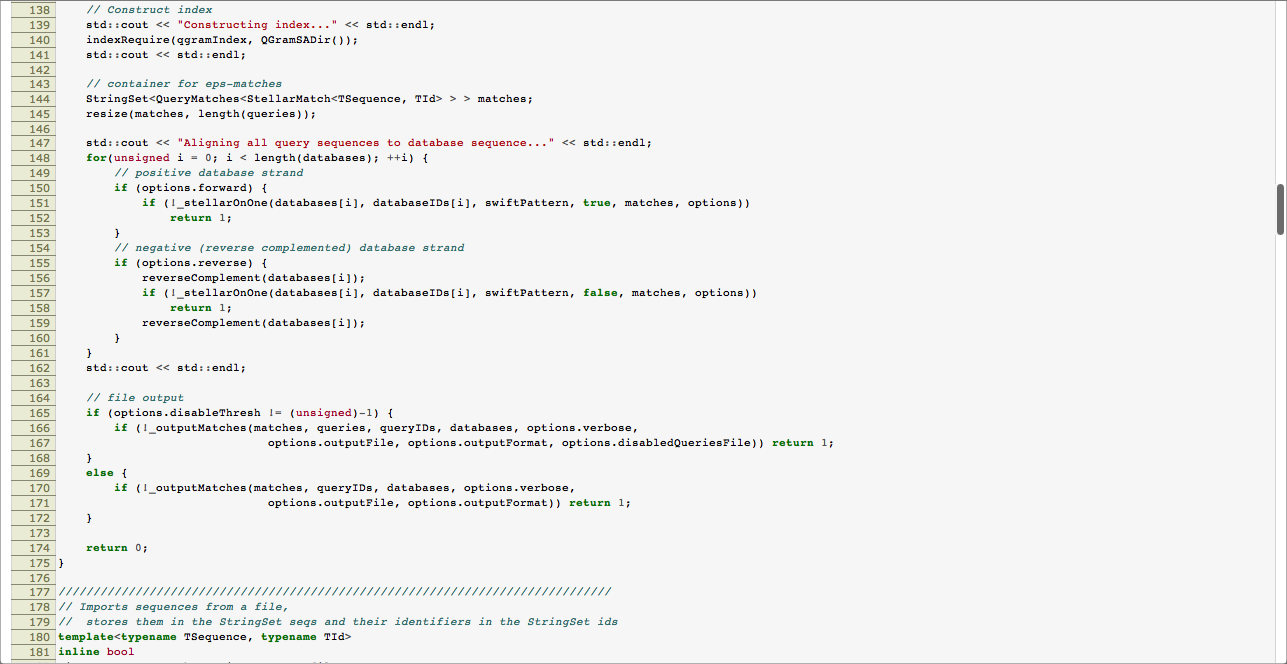 138     // Construct index
139     std::cout << "Constructing index..." << std::endl;
140     indexRequire(qgramIndex, QGramSADir());
141     std::cout << std::endl;
142
143     // container for eps-matches
144     StringSet<QueryMatches<StellarMatch<TSequence, TId> > > matches;
145     resize(matches, length(queries));
146
147     std::cout << "Aligning all query sequences to database sequence..." << std::endl;
148     for(unsigned i = 0; i < length(databases); ++i) {
149         // positive database strand
150         if (options.forward) {
151             if (!_stellarOnOne(databases[i], databaseIDs[i], swiftPattern, true, matches, options))
152                 return 1;
153         }
154         // negative (reverse complemented) database strand
155         if (options.reverse) {
156             reverseComplement(databases[i]);
157             if (!_stellarOnOne(databases[i], databaseIDs[i], swiftPattern, false, matches, options))
158                 return 1;
159             reverseComplement(databases[i]);
160         }
161     }
162     std::cout << std::endl;
163
164     // file output
165     if (options.disableThresh != (unsigned)-1) {
166         if (!_outputMatches(matches, queries, queryIDs, databases, options.verbose,
167                               options.outputFile, options.outputFormat, options.disabledQueriesFile)) return 1;
168     }
169     else {
170         if (!_outputMatches(matches, queryIDs, databases, options.verbose,
171                               options.outputFile, options.outputFormat)) return 1;
172     }
173
174     return 0;
175 }
176
177 ///////////////////////////////////////////////////////////////////////////////
178 // Imports sequences from a file,
179 //  stores them in the StringSet seqs and their identifiers in the StringSet ids
180 template<typename TSequence, typename TId>
181 inline bool